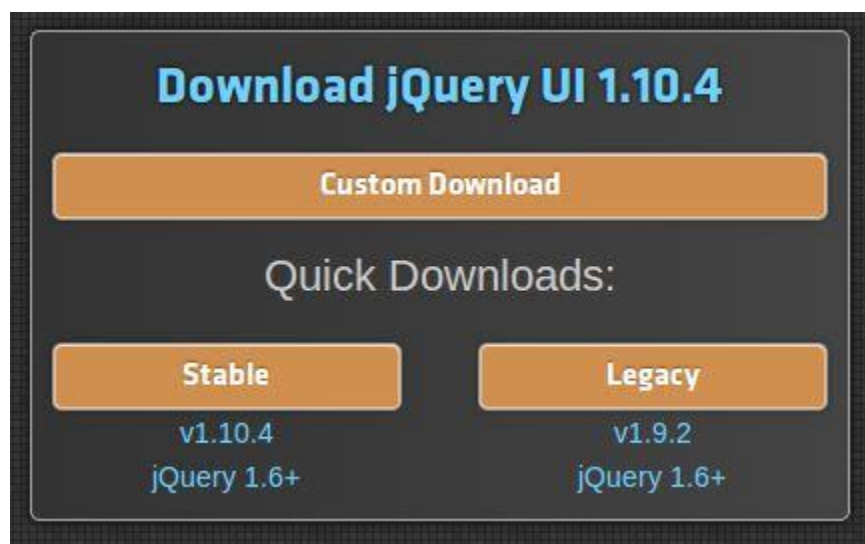 Download jQuery UI 1.10.4
Custom Download
Quick Downloads:
Stable
Legacy
v1.10.4
v1.9.2
jQuery 1.6+
jQuery 1.6+